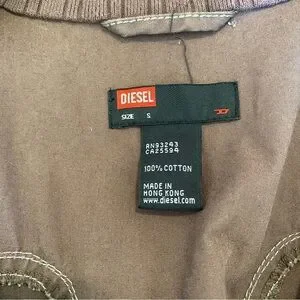 DIESEL
SIZE S
RN93243
CA25594
100% COTTON
MADE IN
HONG KONG
www.diesel.com